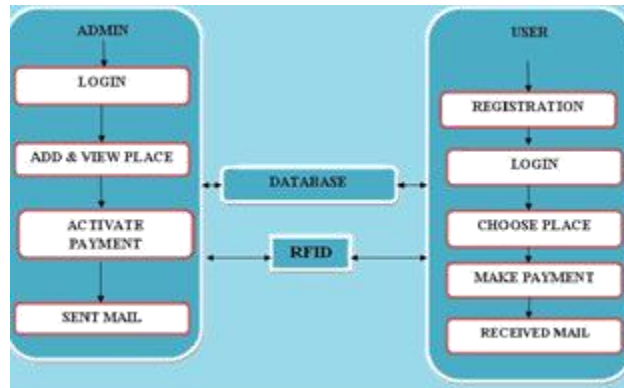 ADMIN
LOGIN
ADD & VIEW PLACE
ACTIVATE
PAYMENT
SENT MAIL
DATABASE
RFID
USER
REGISTRATION
LOGIN
CHOOSE PLACE
MAKE PAYMENT
RECEIVED MAIL